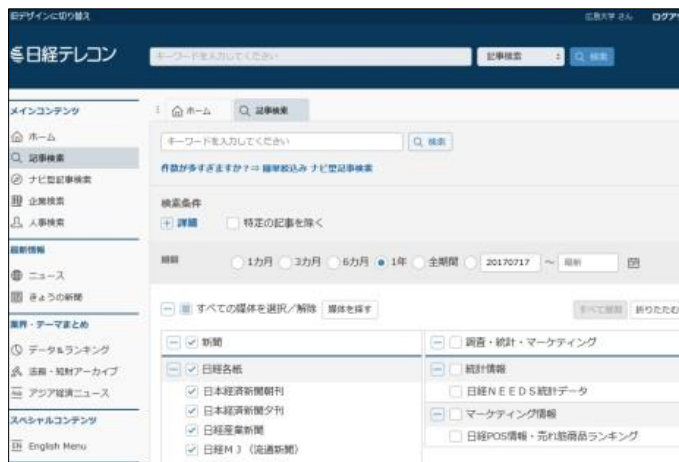 旧デザインに切り替え
広島大学 さん ログアウ
日経テレコン
キーワードを入力してください 記事検索 検索
メインコンテンツ
ホーム
記事検索
ナビ型記事検索
企業検索
人事検索
最新情報
ニュース
きょうの新聞
業界・テーマまとめ
データ&ランキング
法務・知財アーカイブ
アジア経済ニュース
スペシャルコンテンツ
EN English Menu
ホーム 記事検索
キーワードを入力してください 検索
件数が多すぎますか？⇒ 簡単絞込み ナビ型記事検索
検索条件
詳細 特定の記事を除く
期間 1カ月 3カ月 6カ月 1年 全期間 20170717 ～ 最新
すべての媒体を選択／解除 媒体を探す すべて展開 折りたたむ
新聞
日経各紙
日本経済新聞朝刊
日本経済新聞夕刊
日経産業新聞
日経MJ（流通新聞）
調査・統計・マーケティング
統計情報
日経NEEDS統計データ
マーケティング情報
日経POS情報・売れ筋商品ランキング